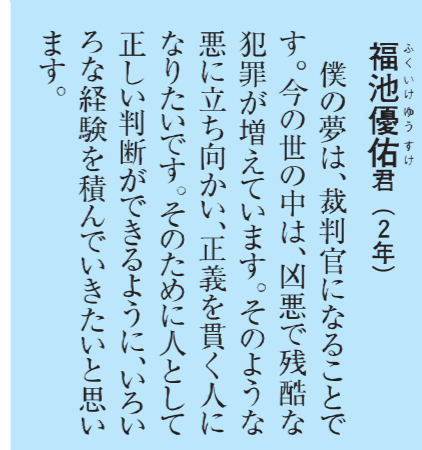 福池優佑君（2年）
ふくいけゆうすけ
僕の夢は、裁判官になることで
す。今の世の中は、凶悪で残酷な
犯罪が増えています。そのような
悪に立ち向かい、正義を貫く人に
なりたいです。そのために人として
正しい判断ができるように、いろい
ろな経験を積んでいきたいと思い
ます。